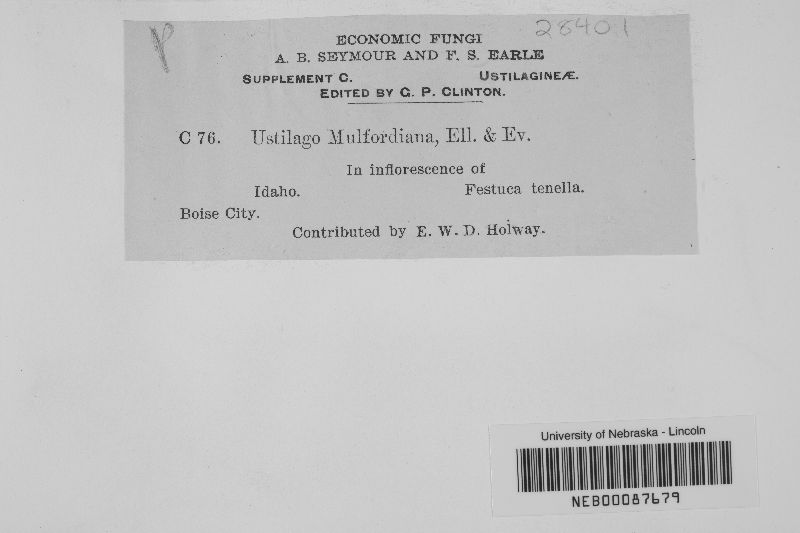 28401
ECONOMIC FUNGI
A. B. SEYMOUR AND F. S. EARLE
SUPPLEMENT C. USTILAGINEÆ.
EDITED BY G. P. CLINTON.
C 76. Ustilago Mulfordiana, Ell. & Ev.
In inflorescence of
Idaho. Festuca tenella.
Boise City.
Contributed by E. W. D. Holway.
University of Nebraska - Lincoln
NEB00087679